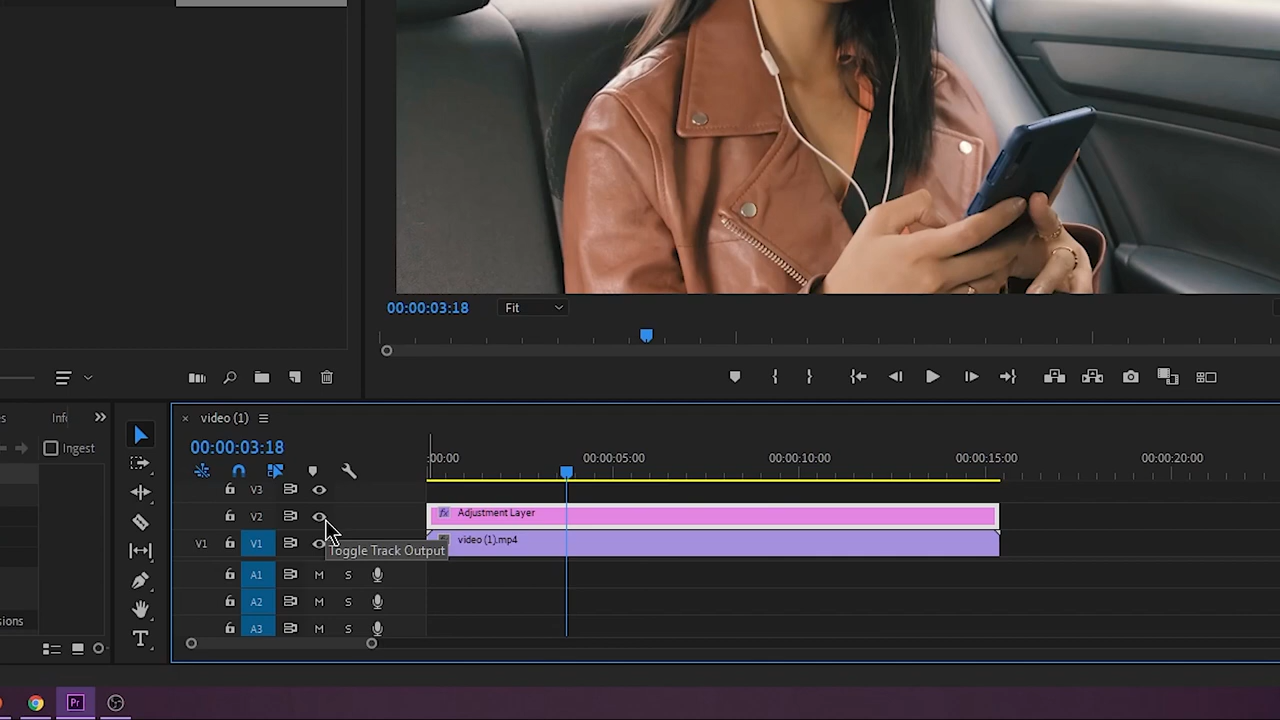 00:00:03:18
Fit
video (1)
Info
Ingest
00:00:03:18
:00:00
00:00:05:00
00:00:10:00
00:00:15:00
00:00:20:00
V3
V2
Adjustment Layer
V1 V1
video (1).mp4
Toggle Track Output
A1 M S
A2 M S
A3 M S
sions
T
Pr